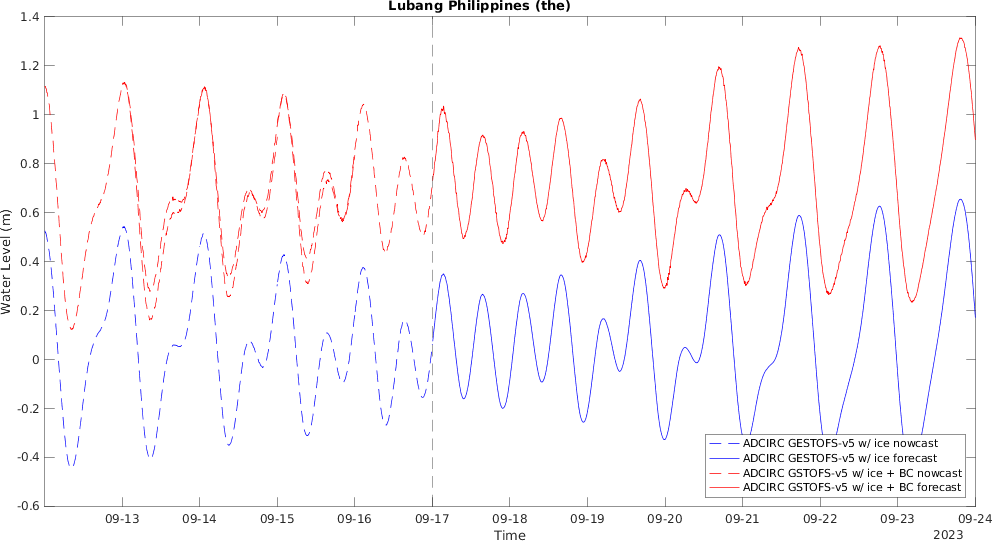 Lubang Philippines (the)
1.4
1.2
1
0.8
0.6
0.4
0.2
0
-0.2
-0.4
-0.6
Water Level (m)
ADCIRC GESTOFS-v5 w/ ice nowcast
ADCIRC GESTOFS-v5 w/ ice forecast
ADCIRC GSTOFS-v5 w/ ice + BC nowcast
ADCIRC GSTOFS-v5 w/ ice + BC forecast
09-13 09-14 09-15 09-16 09-17 09-18 09-19 09-20 09-21 09-22 09-23 09-24
Time
2023